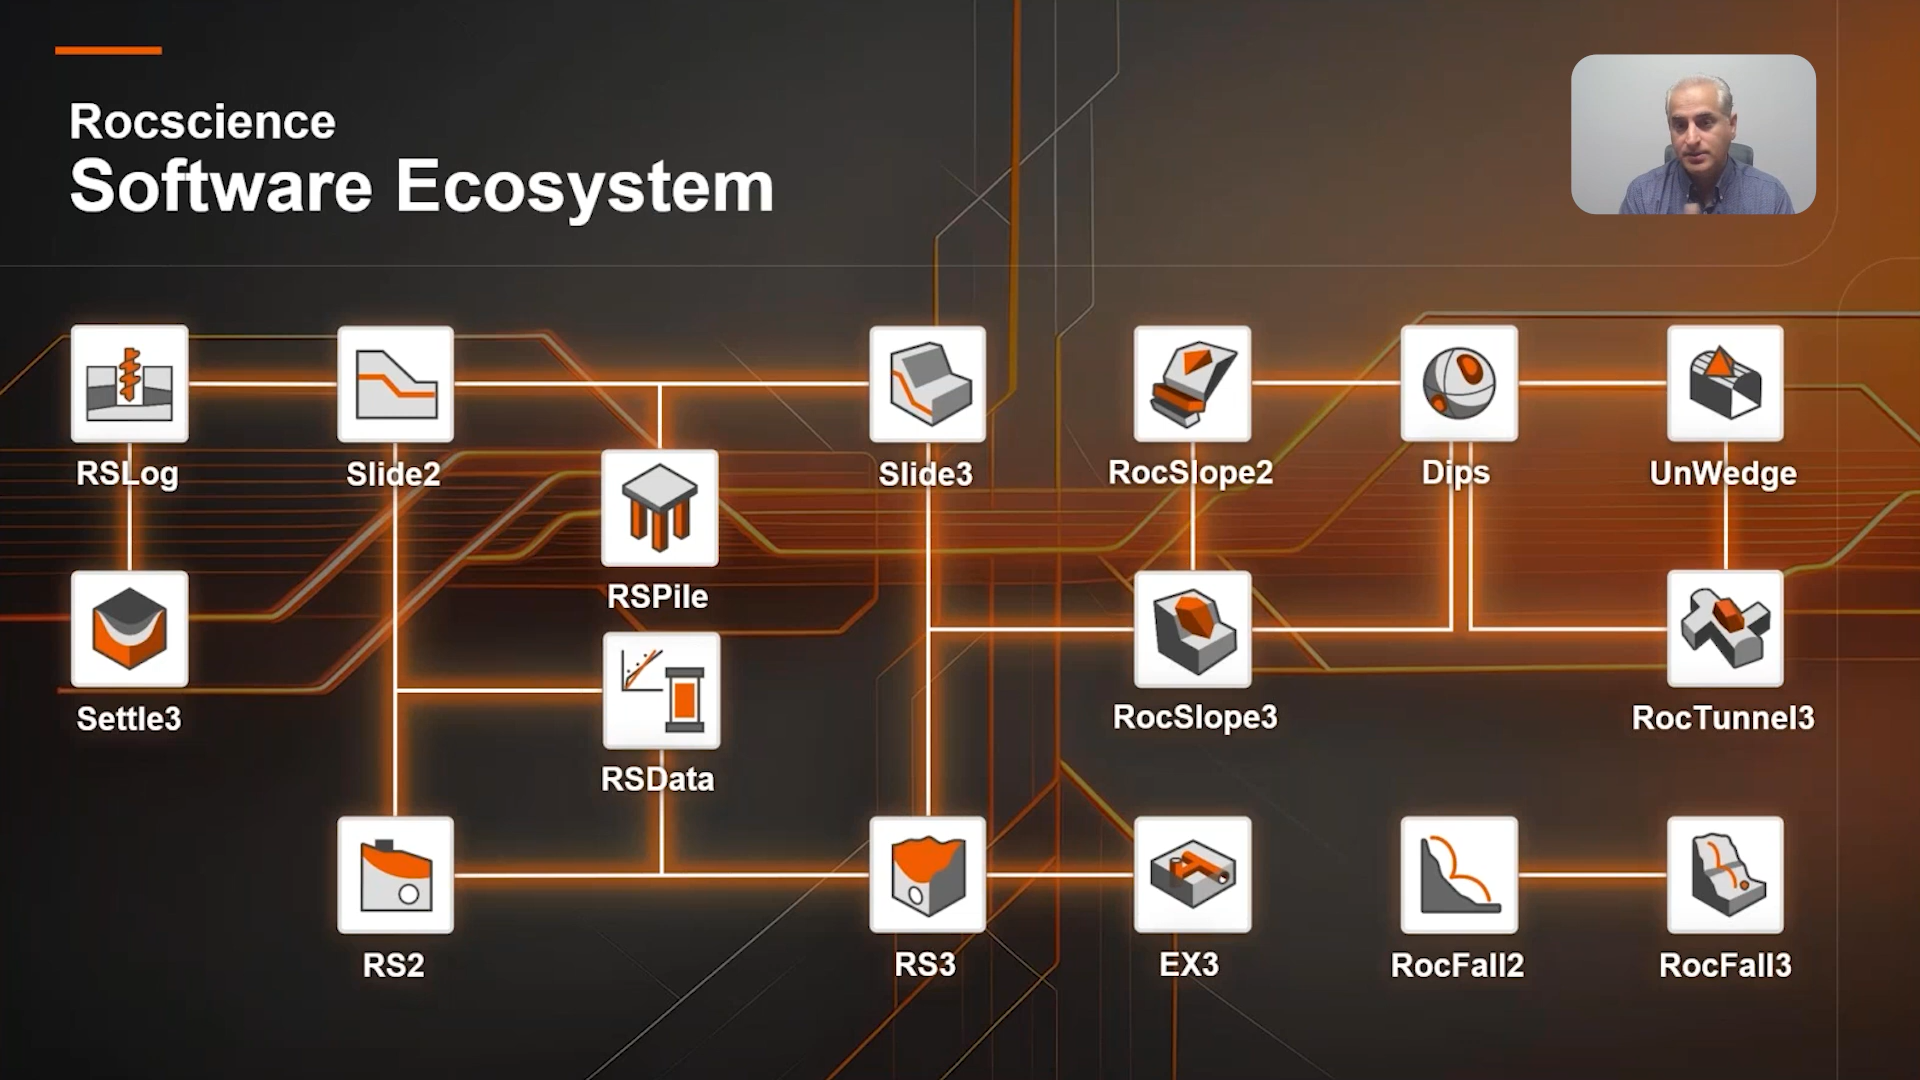 Rocscience
Software Ecosystem
RSLog
Slide2
Slide3
RocSlope2
Dips
UnWedge
RSPile
Settle3
RocSlope3
RocTunnel3
RSData
RS2
RS3
EX3
RocFall2
RocFall3